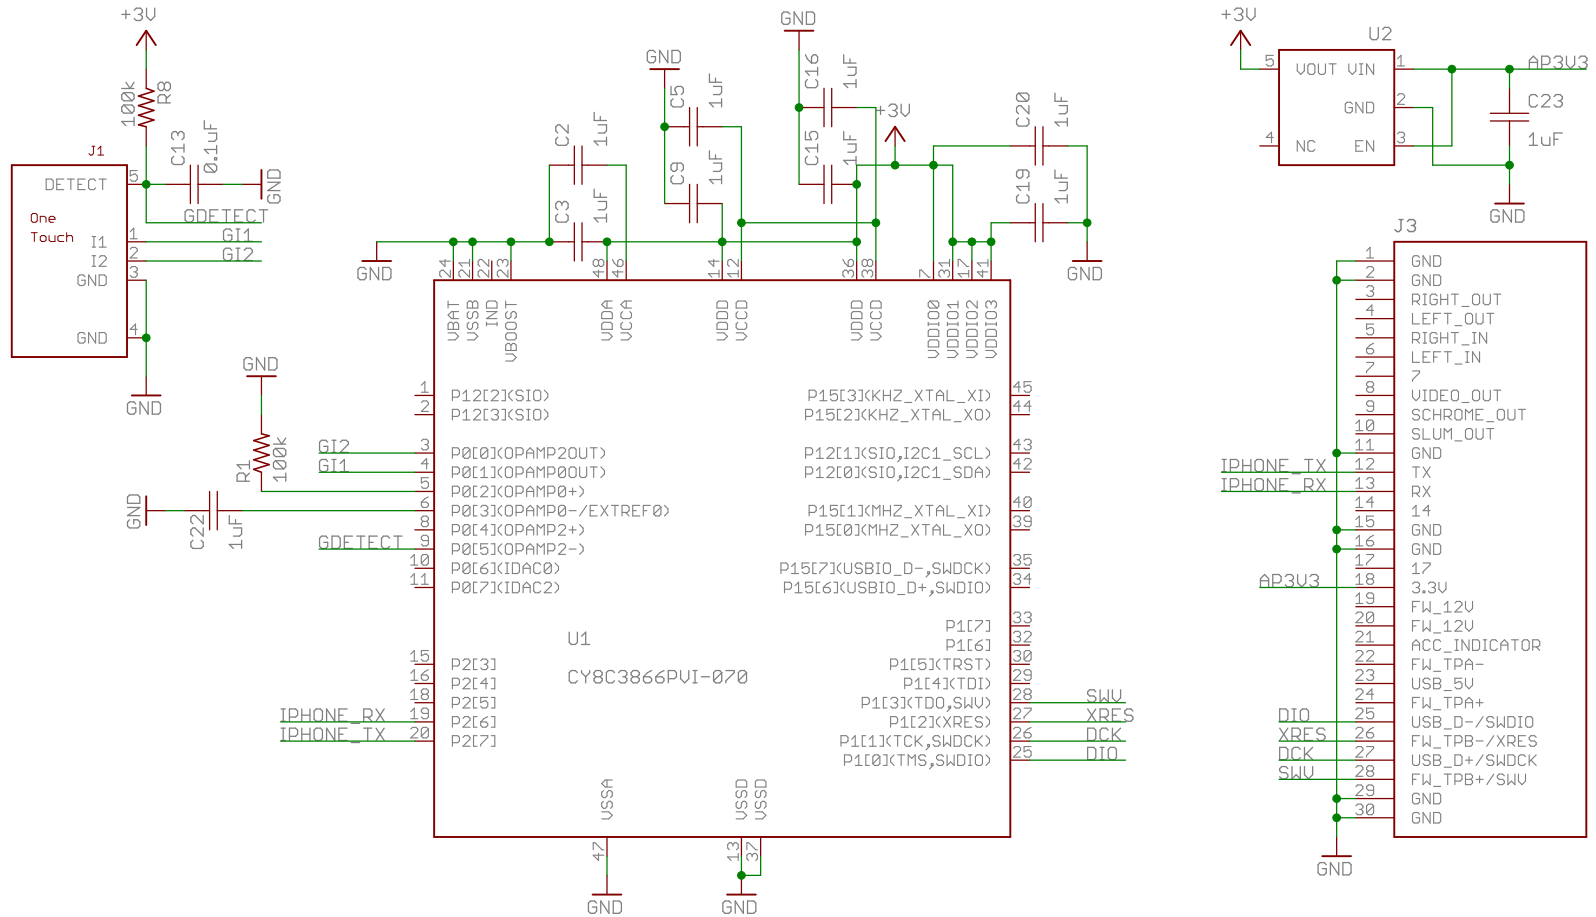 +3V
100k
R8
C13
0.1uF
GND
J1
DETECT
5
One
Touch
GDETECT
I1
1
GI1
I2
2
GI2
GND
3
GND
4
GND
GND
R1
100k
GND
C22
1uF
GND
C2
1uF
C3
1uF
GND
C5
1uF
C9
1uF
GND
C16
1uF
C15
1uF
+3V
C20
1uF
C19
1uF
GND
24
21
22
23
48
46
14
12
36
38
7
31
17
41
VBAT
VSSB
IND
VBOOST
VDDA
VCCA
VDDD
VCCD
VDDD
VCCD
VDDIO0
VDDIO1
VDDIO2
VDDIO3
1 P12[2](SIO)
2 P12[3](SIO)
GI2 3 P0[0](OPAMP2OUT)
GI1 4 P0[1](OPAMP0OUT)
5 P0[2](OPAMP0+)
6 P0[3](OPAMP0-/EXTREF0)
8 P0[4](OPAMP2+)
GDETECT 9 P0[5](OPAMP2-)
10 P0[6](IDAC0)
11 P0[7](IDAC2)
15 P2[3]
16 P2[4]
18 P2[5]
IPHONE_RX 19 P2[6]
IPHONE_TX 20 P2[7]
U1
CY8C3866PVI-070
P15[3](KHZ_XTAL_XI) 45
P15[2](KHZ_XTAL_XO) 44
P12[1](SIO,I2C1_SCL) 43
P12[0](SIO,I2C1_SDA) 42
P15[1](MHZ_XTAL_XI) 40
P15[0](MHZ_XTAL_XO) 39
P15[7](USBIO_D-,SWDCK) 35
P15[6](USBIO_D+,SWDIO) 34
P1[7] 33
P1[6] 32
P1[5](TRST) 30
P1[4](TDI) 29
P1[3](TDO,SWV) 28 SWV
P1[2](XRES) 27 XRES
P1[1](TCK,SWDCK) 26 DCK
P1[0](TMS,SWDIO) 25 DIO
VSSA
VSSD
VSSD
47
13
37
GND
GND
+3V
U2
5 VOUT VIN 1 AP3V3
GND 2
4 NC EN 3
C23
1uF
GND
J3
1 GND
2 GND
3 RIGHT_OUT
4 LEFT_OUT
5 RIGHT_IN
6 LEFT_IN
7 7
8 VIDEO_OUT
9 SCHROME_OUT
10 SLUM_OUT
11 GND
IPHONE_TX 12 TX
IPHONE_RX 13 RX
14 14
15 GND
16 GND
17 17
AP3V3 18 3.3V
19 FW_12V
20 FW_12V
21 ACC_INDICATOR
22 FW_TPA-
23 USB_5V
24 FW_TPA+
DIO 25 USB_D-/SWDIO
XRES 26 FW_TPB-/XRES
DCK 27 USB_D+/SWDCK
SWV 28 FW_TPB+/SWV
29 GND
30 GND
GND